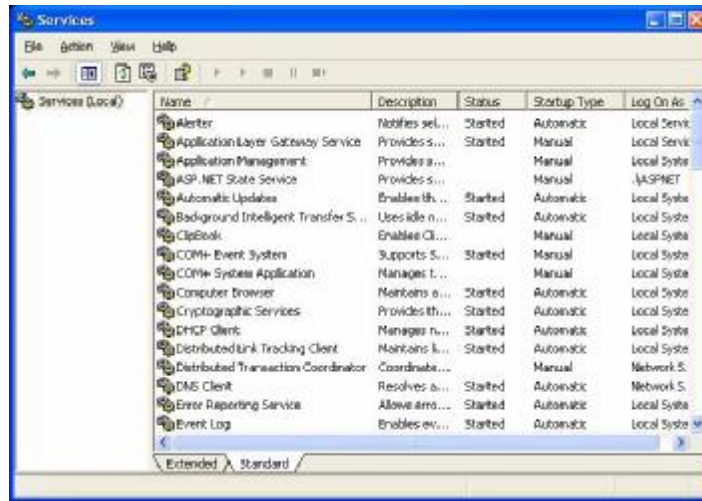 Services
File Action View Help
Services (Local)
Name Description Status Startup Type Log On As
Alerter Notifies sel... Started Automatic Local Servic
Application Layer Gateway Service Provides s... Started Manual Local Servic
Application Management Provides s... Manual Local Syste
ASP.NET State Service Provides s... Manual .\ASPNET
Automatic Updates Enables th... Started Automatic Local Syste
Background Intelligent Transfer S... Uses idle n... Started Automatic Local Syste
ClipBook Enables Cli... Manual Local Syste
COM+ Event System Supports S... Started Manual Local Syste
COM+ System Application Manages t... Manual Local Syste
Computer Browser Maintains a... Started Automatic Local Syste
Cryptographic Services Provides th... Started Automatic Local Syste
DHCP Client Manages n... Started Automatic Local Syste
Distributed Link Tracking Client Maintains li... Started Automatic Local Syste
Distributed Transaction Coordinator Coordinate... Manual Network S.
DNS Client Resolves a... Started Automatic Network S.
Error Reporting Service Allows erro... Started Automatic Local Syste
Event Log Enables ev... Started Automatic Local Syste
Extended Standard